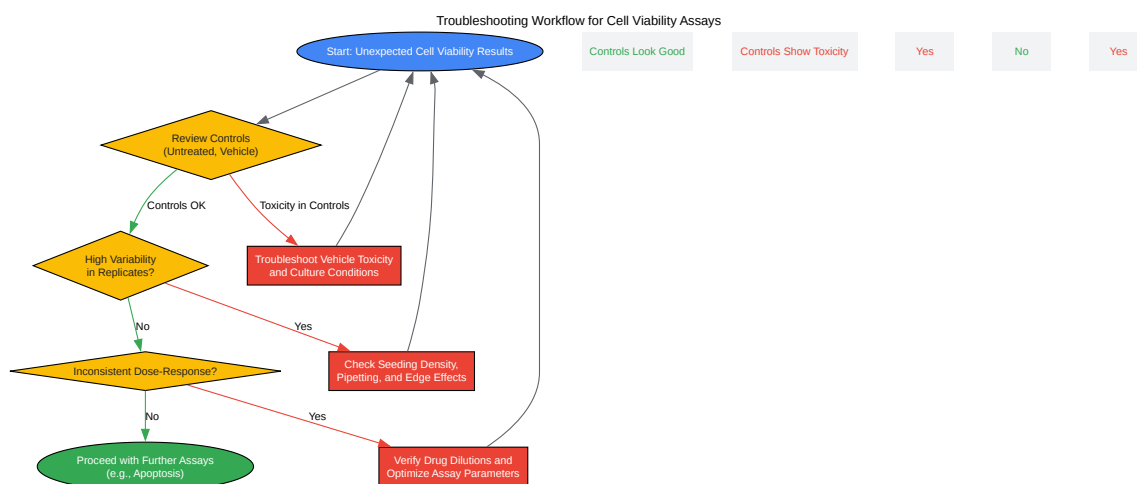 Troubleshooting Workflow for Cell Viability Assays
Start: Unexpected Cell Viability Results
Controls Look Good
Controls Show Toxicity
Yes
No
Yes
Review Controls
(Untreated, Vehicle)
Controls OK
Toxicity in Controls
High Variability
in Replicates?
Troubleshoot Vehicle Toxicity
and Culture Conditions
No
Yes
Inconsistent Dose-Response?
Check Seeding Density,
Pipetting, and Edge Effects
No
Yes
Proceed with Further Assays
(e.g., Apoptosis)
Verify Drug Dilutions and
Optimize Assay Parameters